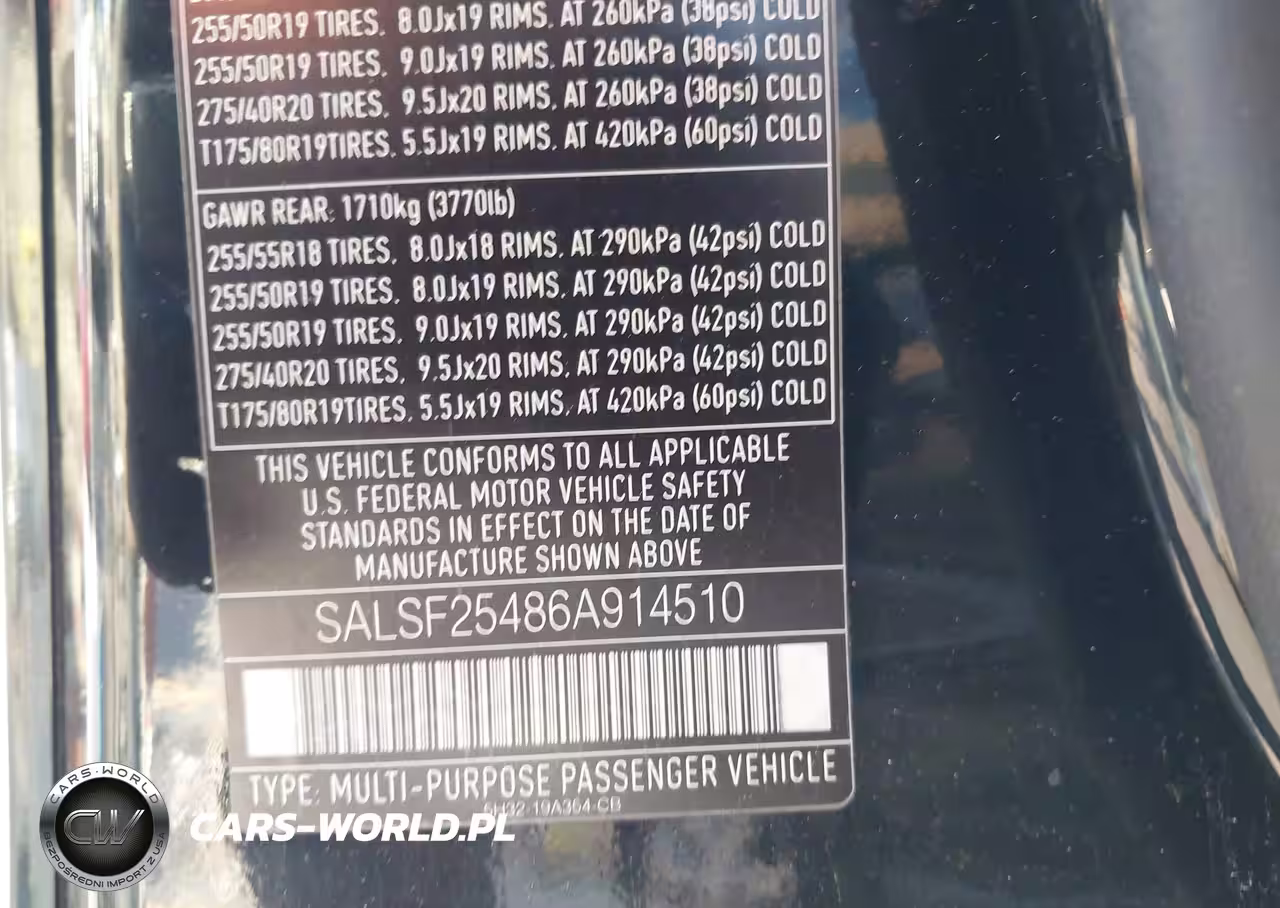 255/50R19 TIRES, 8.0Jx19 RIMS, AT 260kPa (38psi) COLD
255/50R19 TIRES, 9.0Jx19 RIMS, AT 260kPa (38psi) COLD
275/40R20 TIRES, 9.5Jx20 RIMS, AT 260kPa (38psi) COLD
T175/80R19TIRES, 5.5Jx19 RIMS, AT 420kPa (60psi) COLD
GAWR REAR: 1710kg (3770lb)
255/55R18 TIRES, 8.0Jx18 RIMS, AT 290kPa (42psi) COLD
255/50R19 TIRES, 8.0Jx19 RIMS, AT 290kPa (42psi) COLD
255/50R19 TIRES, 9.0Jx19 RIMS, AT 290kPa (42psi) COLD
275/40R20 TIRES, 9.5Jx20 RIMS, AT 290kPa (42psi) COLD
T175/80R19TIRES, 5.5Jx19 RIMS, AT 420kPa (60psi) COLD
THIS VEHICLE CONFORMS TO ALL APPLICABLE
U.S. FEDERAL MOTOR VEHICLE SAFETY
STANDARDS IN EFFECT ON THE DATE OF
MANUFACTURE SHOWN ABOVE
SALSF25486A914510
TYPE: MULTI-PURPOSE PASSENGER VEHICLE
6H32-19A364-CB
CARS-WORLD
CW
BEZPOŚREDNI IMPORT Z USA
CARS-WORLD.PL